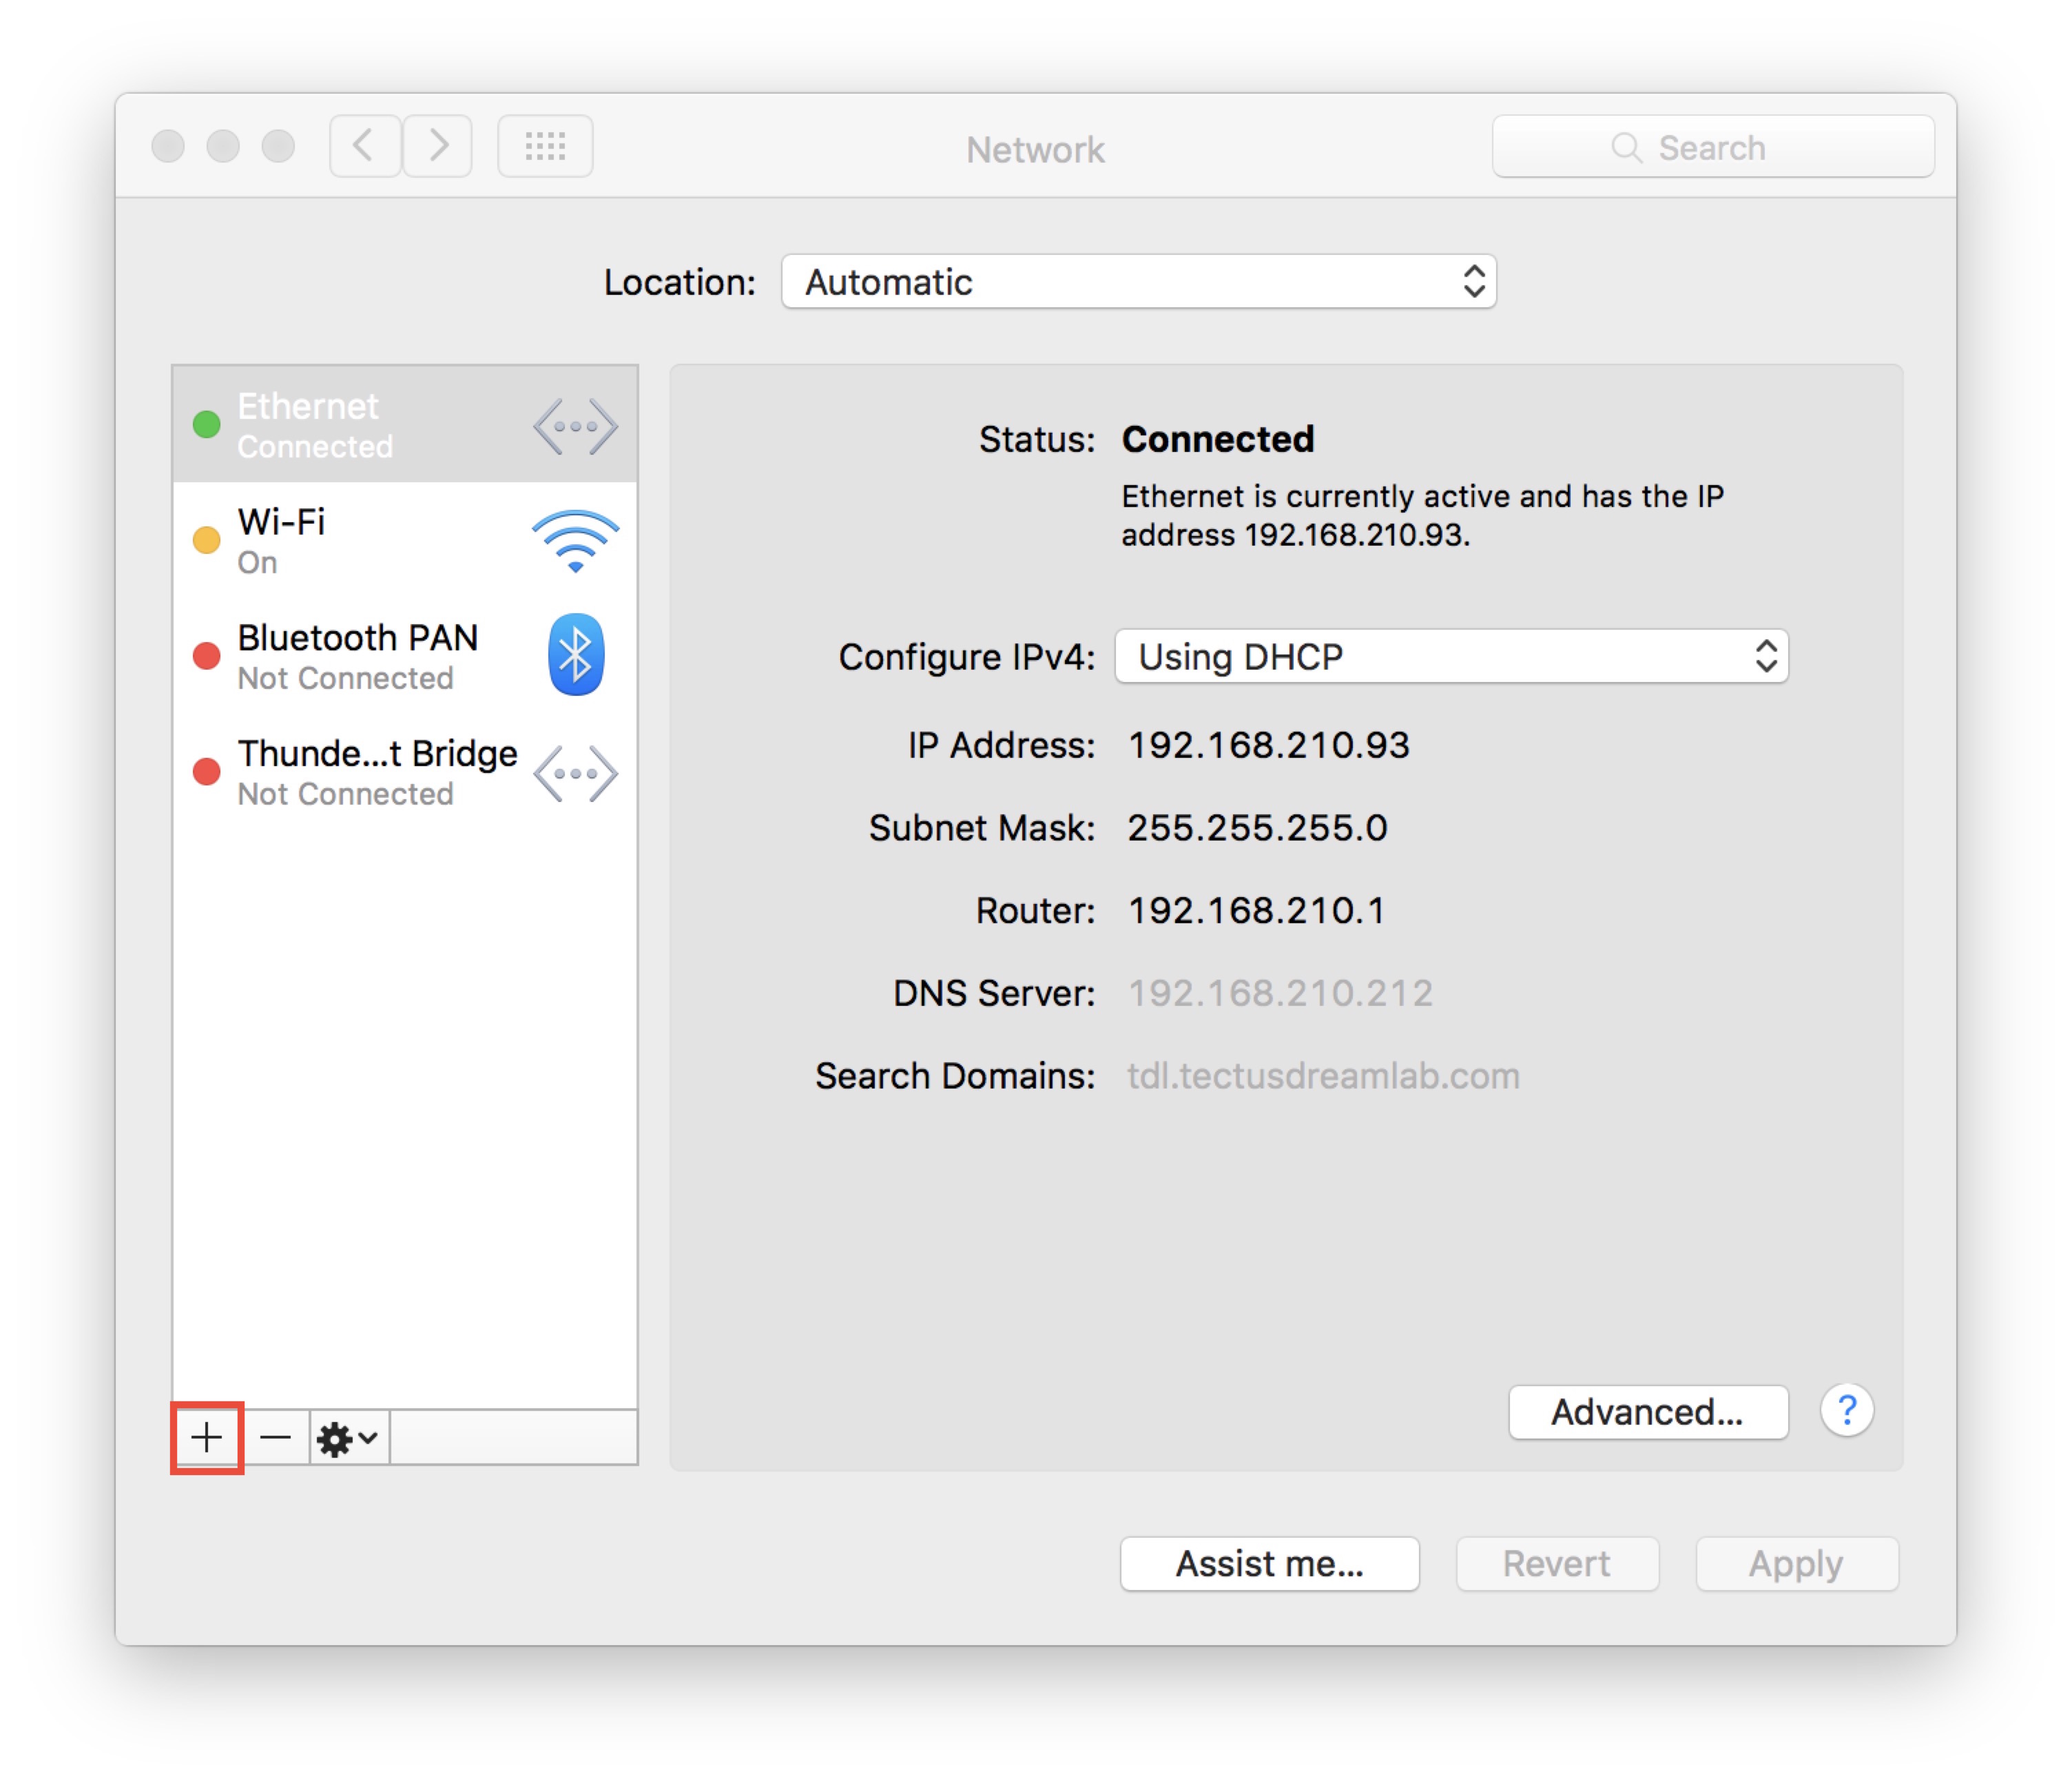 Network
Search
Location: Automatic
Ethernet
Connected
Wi-Fi
On
Bluetooth PAN
Not Connected
Thunde...t Bridge
Not Connected
Status: Connected
Ethernet is currently active and has the IP
address 192.168.210.93.
Configure IPv4: Using DHCP
IP Address: 192.168.210.93
Subnet Mask: 255.255.255.0
Router: 192.168.210.1
DNS Server: 192.168.210.212
Search Domains: tdl.tectusdreamlab.com
Advanced...
?
Assist me...
Revert
Apply